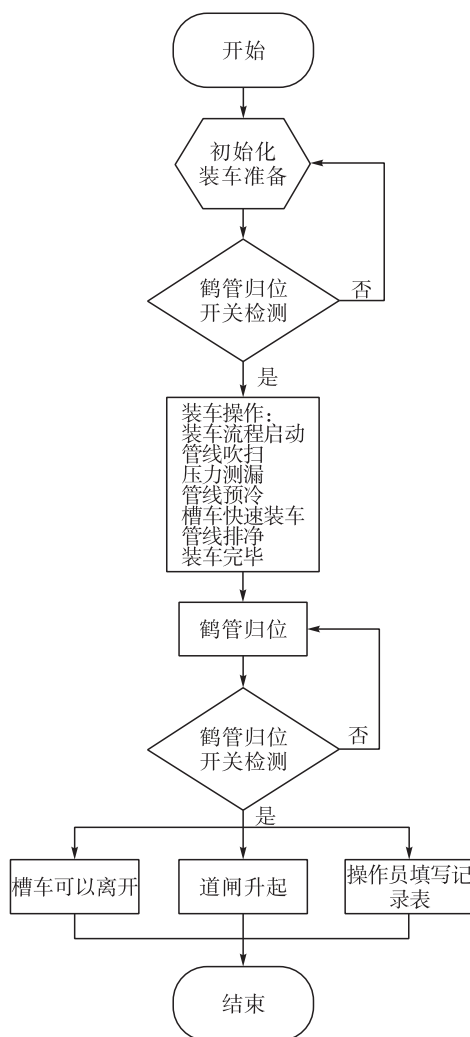 开始
初始化
装车准备
鹤管归位
开关检测
否
是
装车操作：
装车流程启动
管线吹扫
压力测漏
管线预冷
槽车快速装车
管线排净
装车完毕
鹤管归位
鹤管归位
开关检测
否
是
槽车可以离开
道闸升起
操作员填写记
录表
结束